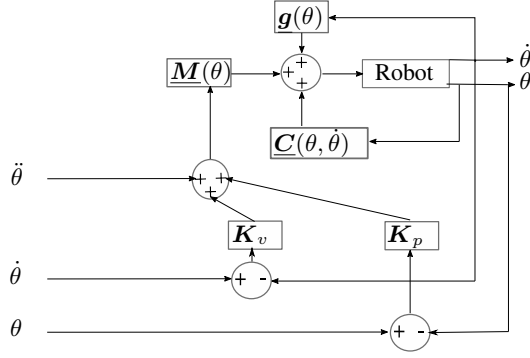 g(θ)
M(θ)
+ + +
Robot
θ̇
θ
C(θ, θ̇)
θ̈
+ + +
K_v
K_p
θ̇
+ -
θ
+ -